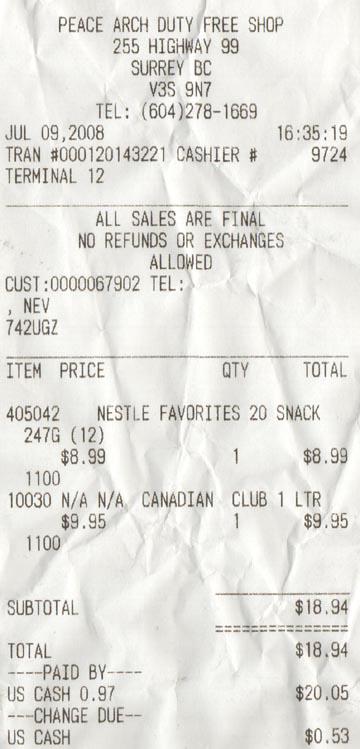 PEACE ARCH DUTY FREE SHOP
255 HIGHWAY 99
SURREY BC
V3S 9N7
TEL: (604)278-1669
JUL 09,2008 16:35:19
TRAN #000120143221 CASHIER # 9724
TERMINAL 12
ALL SALES ARE FINAL
NO REFUNDS OR EXCHANGES
ALLOWED
CUST:0000067902 TEL:
, NEV
742UGZ
ITEM PRICE QTY TOTAL
405042 NESTLE FAVORITES 20 SNACK
247G (12)
$8.99 1 $8.99
1100
10030 N/A N/A CANADIAN CLUB 1 LTR
$9.95 1 $9.95
1100
SUBTOTAL $18.94
TOTAL $18.94
----PAID BY----
US CASH 0.97 $20.05
---CHANGE DUE--
US CASH $0.53